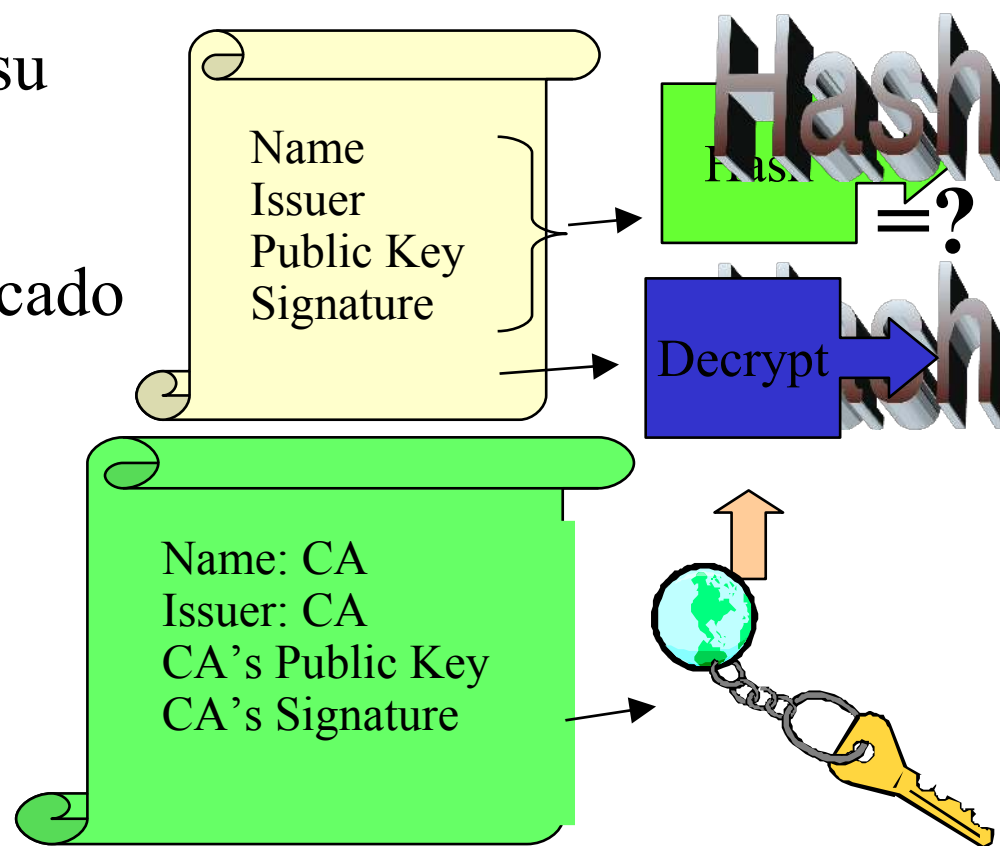 su
cado
Name
Issuer
Public Key
Signature
Hash
Hash
=?
Decrypt
Hash
Name: CA
Issuer: CA
CA’s Public Key
CA’s Signature